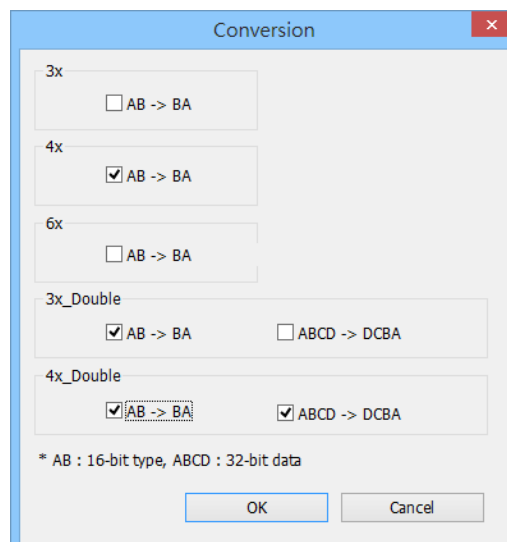 Conversion
3x
AB -> BA
4x
AB -> BA
6x
AB -> BA
3x_Double
AB -> BA ABCD -> DCBA
4x_Double
AB -> BA ABCD -> DCBA
* AB : 16-bit type, ABCD : 32-bit data
OK Cancel